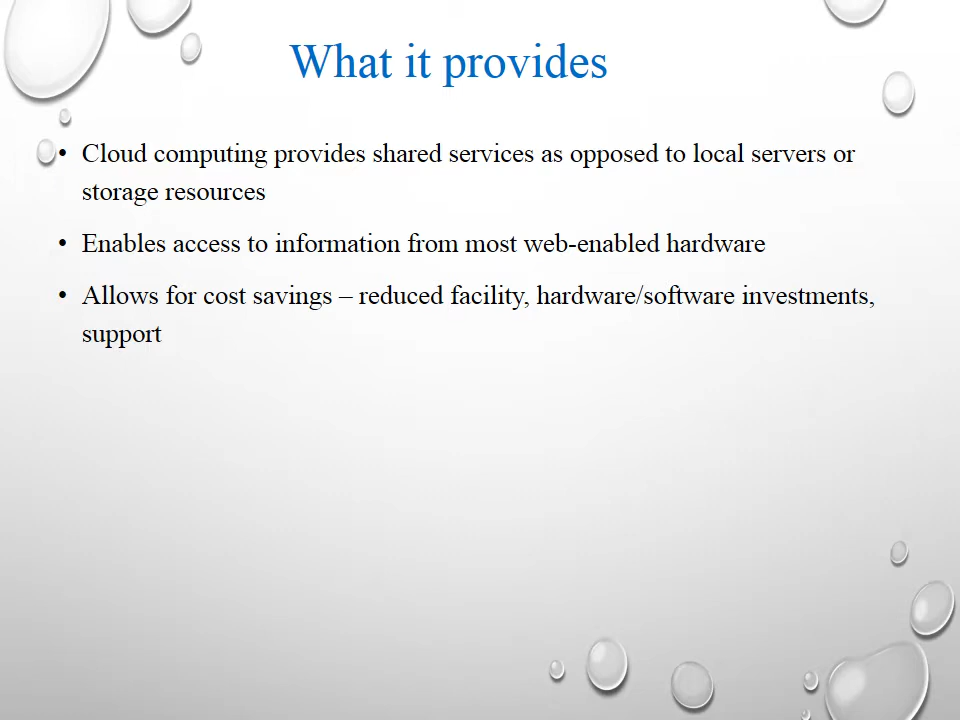 What it provides
• Cloud computing provides shared services as opposed to local servers or
storage resources
• Enables access to information from most web-enabled hardware
• Allows for cost savings – reduced facility, hardware/software investments,
support